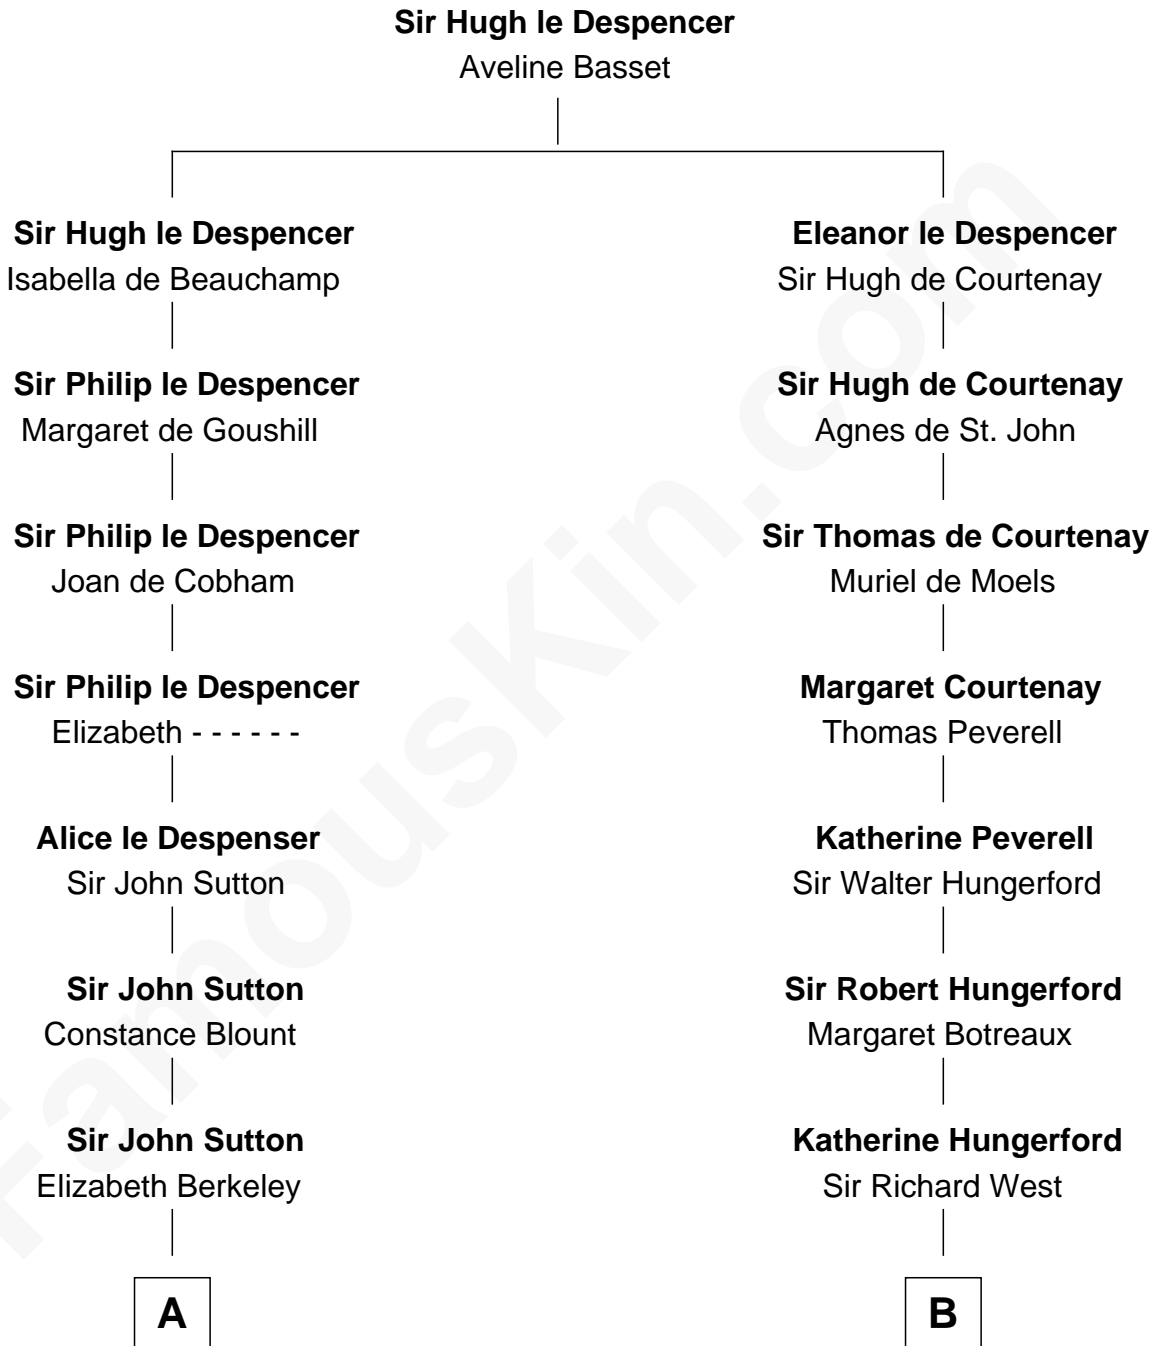 Sir Hugh le Despencer
Aveline Basset
Sir Hugh le Despencer
Isabella de Beauchamp
Eleanor le Despencer
Sir Hugh de Courtenay
Sir Philip le Despencer
Margaret de Goushill
Sir Hugh de Courtenay
Agnes de St. John
Sir Philip le Despencer
Joan de Cobham
Sir Thomas de Courtenay
Muriel de Moels
Sir Philip le Despencer
Elizabeth - - - - - -
Margaret Courtenay
Thomas Peverell
Alice le Despenser
Sir John Sutton
Katherine Peverell
Sir Walter Hungerford
Sir John Sutton
Constance Blount
Sir Robert Hungerford
Margaret Botreaux
Sir John Sutton
Elizabeth Berkeley
Katherine Hungerford
Sir Richard West
A
B
FamousKin.com